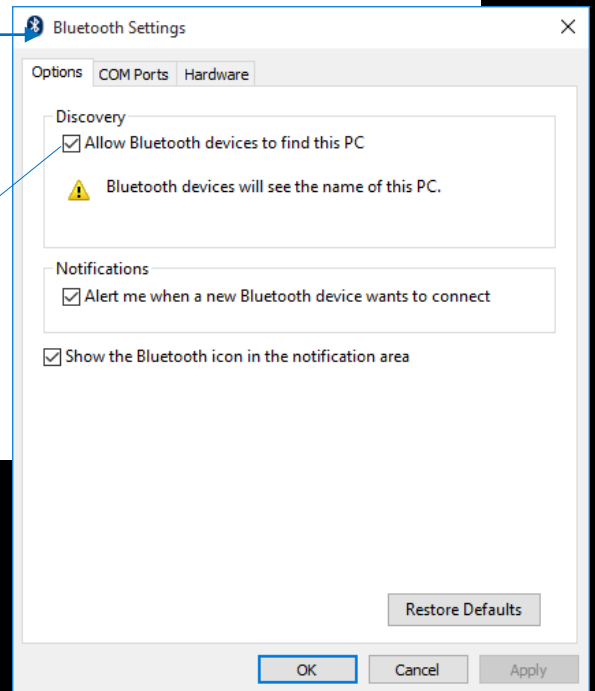 Bluetooth Settings
Options COM Ports Hardware
Discovery
Allow Bluetooth devices to find this PC
Bluetooth devices will see the name of this PC.
Notifications
Alert me when a new Bluetooth device wants to connect
Show the Bluetooth icon in the notification area
Restore Defaults
OK Cancel Apply